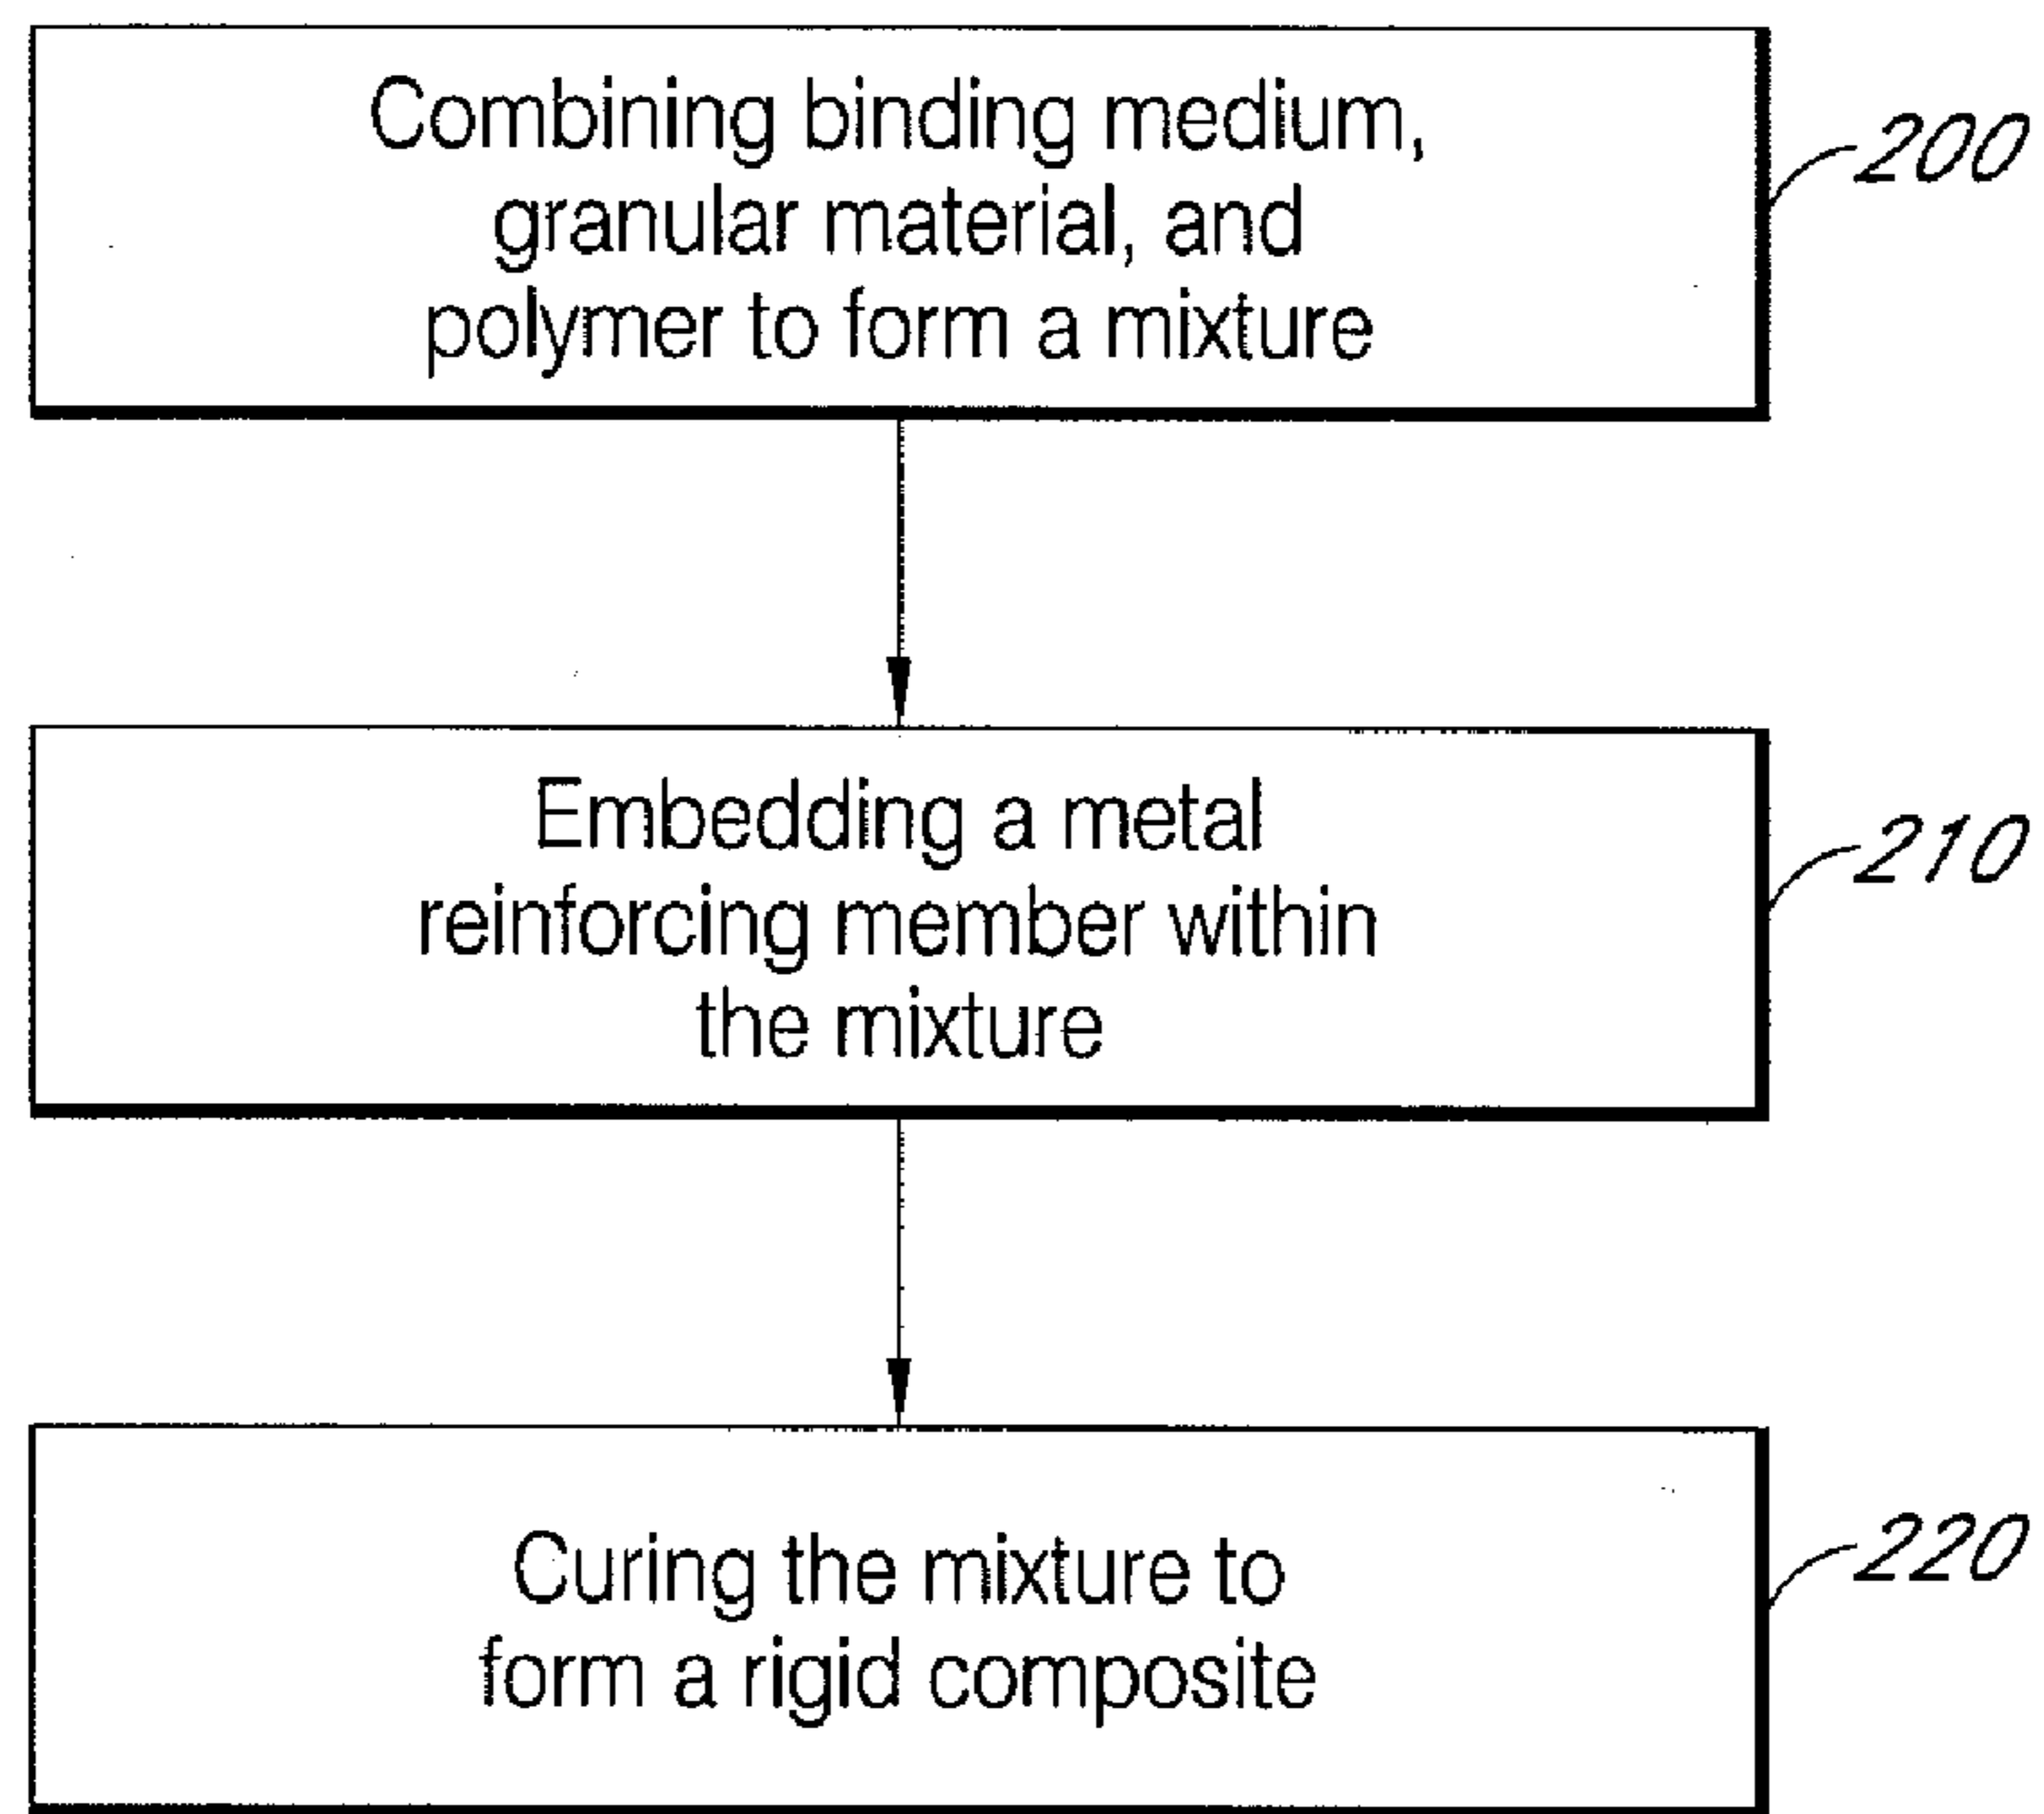 Combining binding medium,
granular material, and
polymer to form a mixture
200
Embedding a metal
reinforcing member within
the mixture
210
Curing the mixture to
form a rigid composite
220